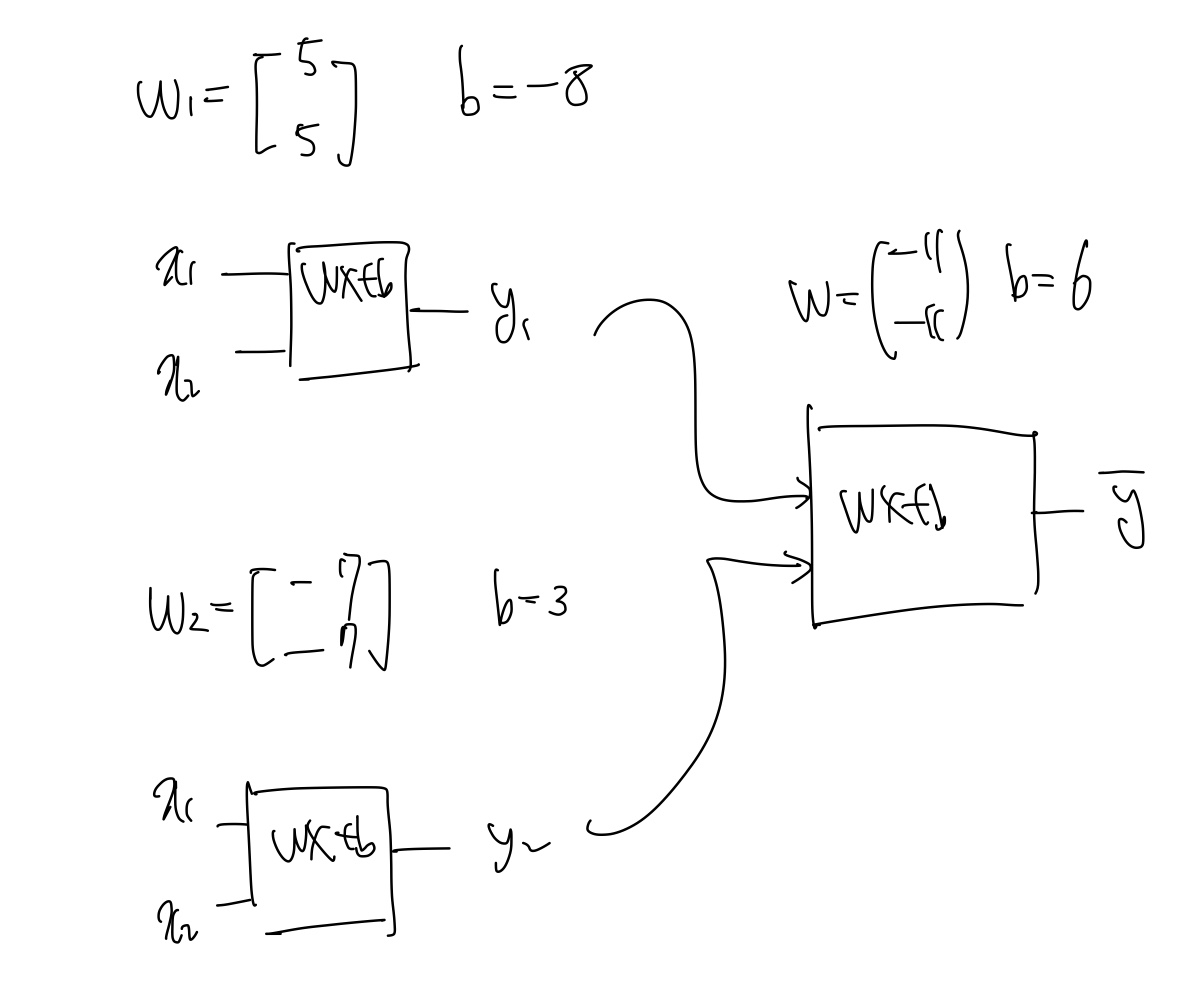 W₁ = [5 5] b = -8
x₁
x₂
wx+b
y₁
W = (-11 -11) b = 6
wx+b
ȳ
W₂ = [-7 -7] b = 3
x₁
x₂
wx+b
y₂